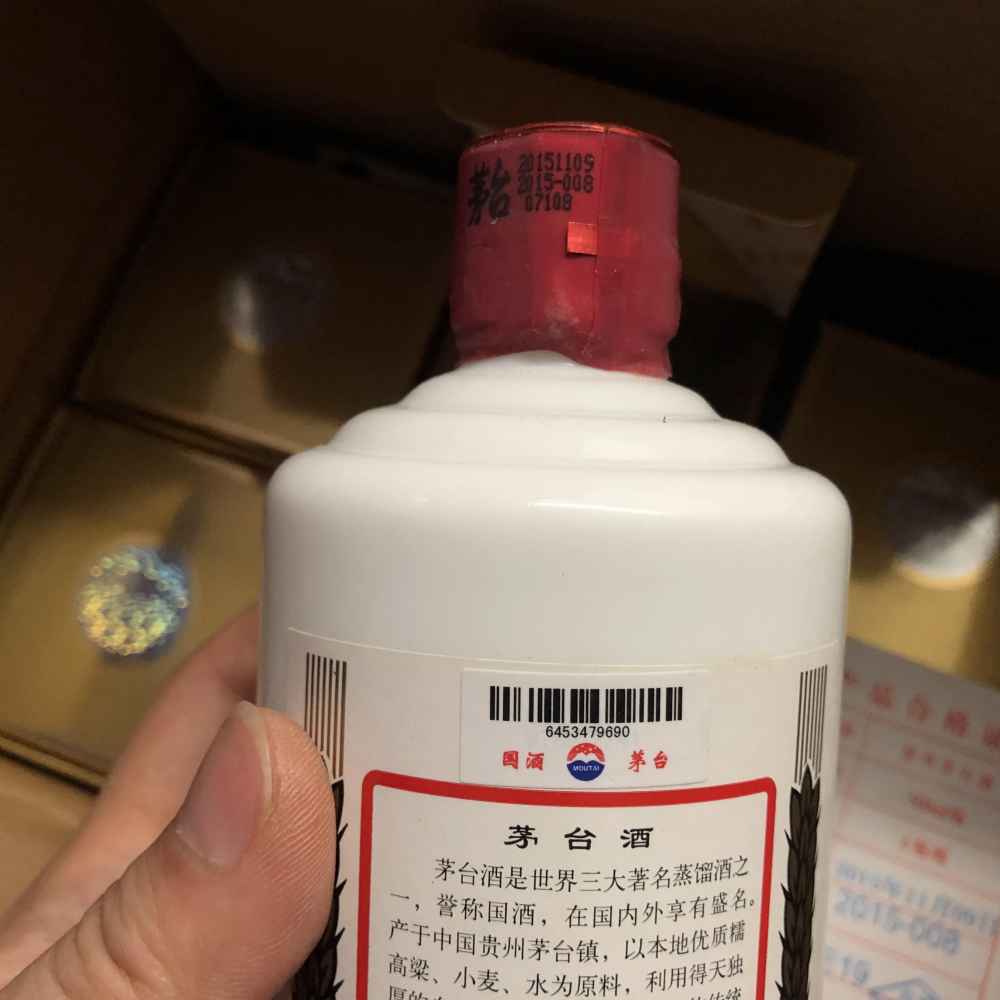 茅台
20151109
2015-008
07108
6453479690
国酒 MOUTAI 茅台
茅台酒
茅台酒是世界三大著名蒸馏酒之
一，誉称国酒，在国内外享有盛名。
产于中国贵州茅台镇，以本地优质糯
高粱、小麦、水为原料，利用得天独
2015-008